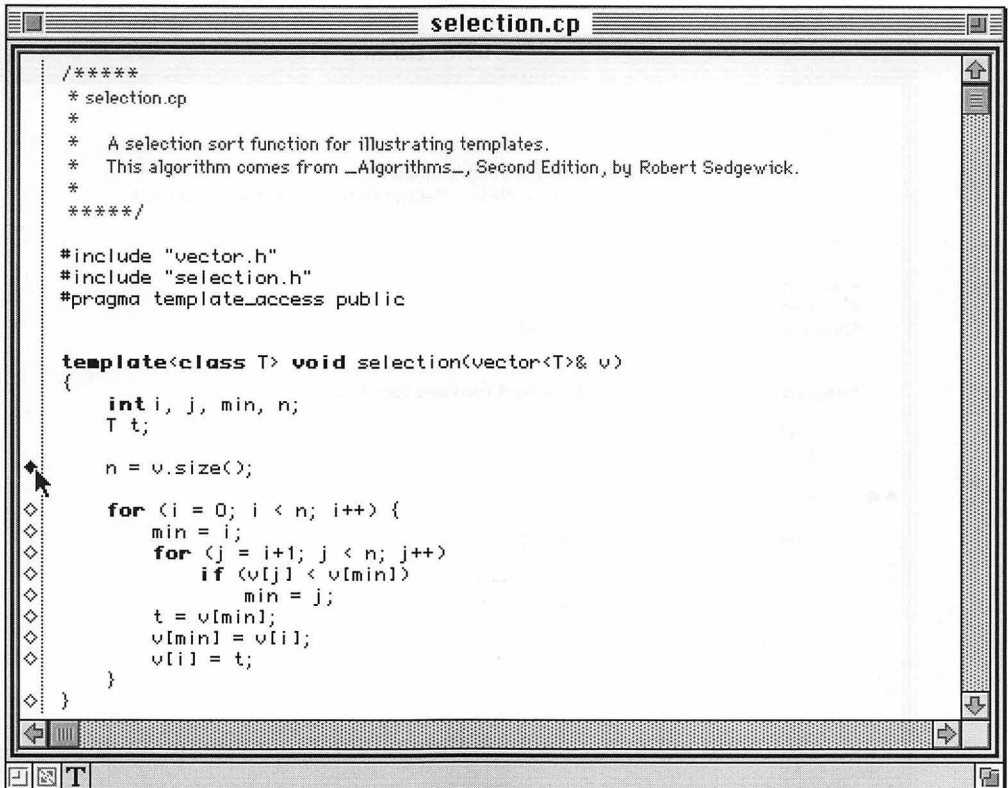 selection.cp
/*****
 * selection.cp
 *
 *    A selection sort function for illustrating templates.
 *    This algorithm comes from _Algorithms_, Second Edition, by Robert Sedgewick.
 *
 *****/
#include "vector.h"
#include "selection.h"
#pragma template_access public
template<class T> void selection(vector<T>& v)
{
    int i, j, min, n;
    T t;
    n = v.size();
    for (i = 0; i < n; i++) {
        min = i;
        for (j = i+1; j < n; j++)
            if (v[j] < v[min])
                min = j;
        t = v[min];
        v[min] = v[i];
        v[i] = t;
    }
}
T